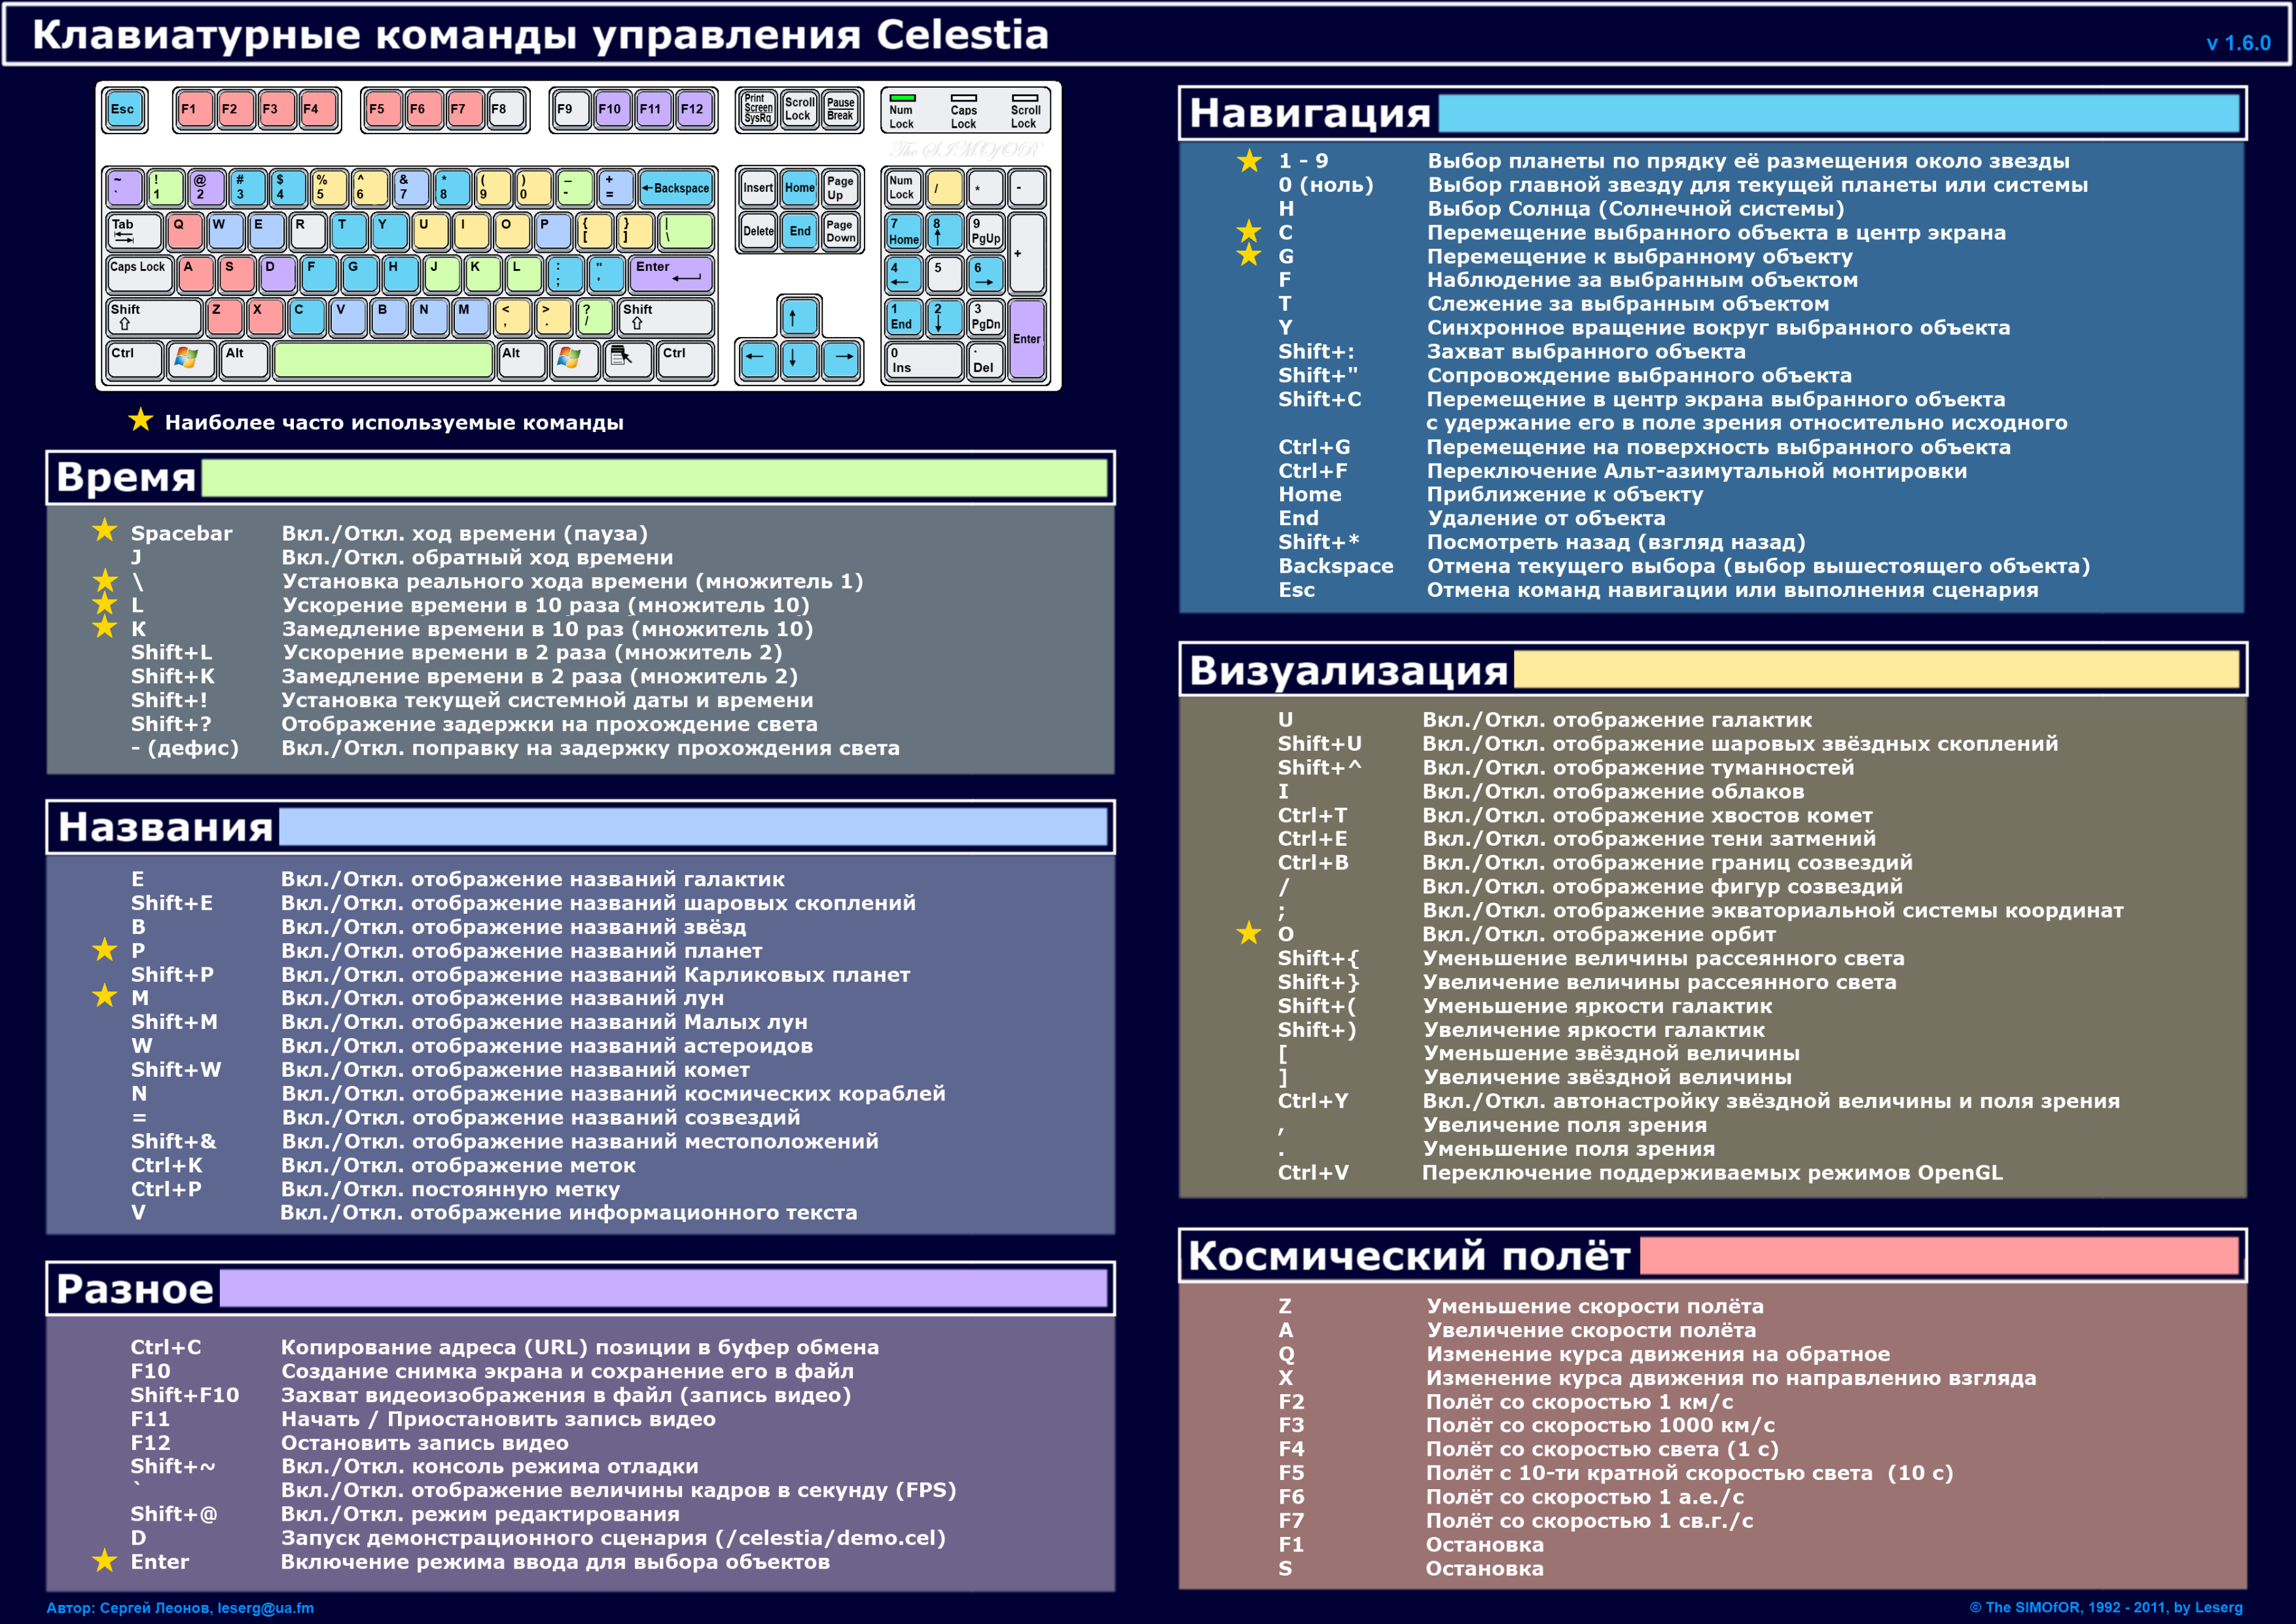 Клавиатурные команды управления Celestia
v 1.6.0
Esc F1 F2 F3 F4 F5 F6 F7 F8 F9 F10 F11 F12 Print Screen SysRq Scroll Lock Pause Break Num Lock Caps Lock Scroll Lock
The SIMOfOR
~ ` ! 1 @ 2 # 3 $ 4 % 5 ^ 6 & 7 * 8 ( 9 ) 0 _ - + = Backspace Insert Home Page Up Num Lock / * -
Tab Q W E R T Y U I O P { [ } ] | \ Delete End Page Down 7 Home 8 9 PgUp +
Caps Lock A S D F G H J K L : ; " ' Enter 4 5 6
Shift Z X C V B N M < , > . ? / Shift 1 End 2 3 PgDn Enter
Ctrl Alt Alt Ctrl 0 Ins . Del
Наиболее часто используемые команды
Время
Spacebar Вкл./Откл. ход времени (пауза)
J Вкл./Откл. обратный ход времени
\ Установка реального хода времени (множитель 1)
L Ускорение времени в 10 раза (множитель 10)
K Замедление времени в 10 раз (множитель 10)
Shift+L Ускорение времени в 2 раза (множитель 2)
Shift+K Замедление времени в 2 раза (множитель 2)
Shift+! Установка текущей системной даты и времени
Shift+? Отображение задержки на прохождение света
- (дефис) Вкл./Откл. поправку на задержку прохождения света
Названия
E Вкл./Откл. отображение названий галактик
Shift+E Вкл./Откл. отображение названий шаровых скоплений
B Вкл./Откл. отображение названий звёзд
P Вкл./Откл. отображение названий планет
Shift+P Вкл./Откл. отображение названий Карликовых планет
M Вкл./Откл. отображение названий лун
Shift+M Вкл./Откл. отображение названий Малых лун
W Вкл./Откл. отображение названий астероидов
Shift+W Вкл./Откл. отображение названий комет
N Вкл./Откл. отображение названий космических кораблей
= Вкл./Откл. отображение названий созвездий
Shift+& Вкл./Откл. отображение названий местоположений
Ctrl+K Вкл./Откл. отображение меток
Ctrl+P Вкл./Откл. постоянную метку
V Вкл./Откл. отображение информационного текста
Разное
Ctrl+C Копирование адреса (URL) позиции в буфер обмена
F10 Создание снимка экрана и сохранение его в файл
Shift+F10 Захват видеоизображения в файл (запись видео)
F11 Начать / Приостановить запись видео
F12 Остановить запись видео
Shift+~ Вкл./Откл. консоль режима отладки
` Вкл./Откл. отображение величины кадров в секунду (FPS)
Shift+@ Вкл./Откл. режим редактирования
D Запуск демонстрационного сценария (/celestia/demo.cel)
Enter Включение режима ввода для выбора объектов
Навигация
1 - 9 Выбор планеты по прядку её размещения около звезды
0 (ноль) Выбор главной звезду для текущей планеты или системы
H Выбор Солнца (Солнечной системы)
C Перемещение выбранного объекта в центр экрана
G Перемещение к выбранному объекту
F Наблюдение за выбранным объектом
T Слежение за выбранным объектом
Y Синхронное вращение вокруг выбранного объекта
Shift+: Захват выбранного объекта
Shift+" Сопровождение выбранного объекта
Shift+C Перемещение в центр экрана выбранного объекта
с удержание его в поле зрения относительно исходного
Ctrl+G Перемещение на поверхность выбранного объекта
Ctrl+F Переключение Альт-азимутальной монтировки
Home Приближение к объекту
End Удаление от объекта
Shift+* Посмотреть назад (взгляд назад)
Backspace Отмена текущего выбора (выбор вышестоящего объекта)
Esc Отмена команд навигации или выполнения сценария
Визуализация
U Вкл./Откл. отображение галактик
Shift+U Вкл./Откл. отображение шаровых звёздных скоплений
Shift+^ Вкл./Откл. отображение туманностей
I Вкл./Откл. отображение облаков
Ctrl+T Вкл./Откл. отображение хвостов комет
Ctrl+E Вкл./Откл. отображение тени затмений
Ctrl+B Вкл./Откл. отображение границ созвездий
/ Вкл./Откл. отображение фигур созвездий
; Вкл./Откл. отображение экваториальной системы координат
O Вкл./Откл. отображение орбит
Shift+{ Уменьшение величины рассеянного света
Shift+} Увеличение величины рассеянного света
Shift+( Уменьшение яркости галактик
Shift+) Увеличение яркости галактик
[ Уменьшение звёздной величины
] Увеличение звёздной величины
Ctrl+Y Вкл./Откл. автонастройку звёздной величины и поля зрения
, Увеличение поля зрения
. Уменьшение поля зрения
Ctrl+V Переключение поддерживаемых режимов OpenGL
Космический полёт
Z Уменьшение скорости полёта
A Увеличение скорости полёта
Q Изменение курса движения на обратное
X Изменение курса движения по направлению взгляда
F2 Полёт со скоростью 1 км/с
F3 Полёт со скоростью 1000 км/с
F4 Полёт со скоростью света (1 с)
F5 Полёт с 10-ти кратной скоростью света (10 с)
F6 Полёт со скоростью 1 а.е./с
F7 Полёт со скоростью 1 св.г./с
F1 Остановка
S Остановка
Автор: Сергей Леонов, leserg@ua.fm
© The SIMOfOR, 1992 - 2011, by Leserg